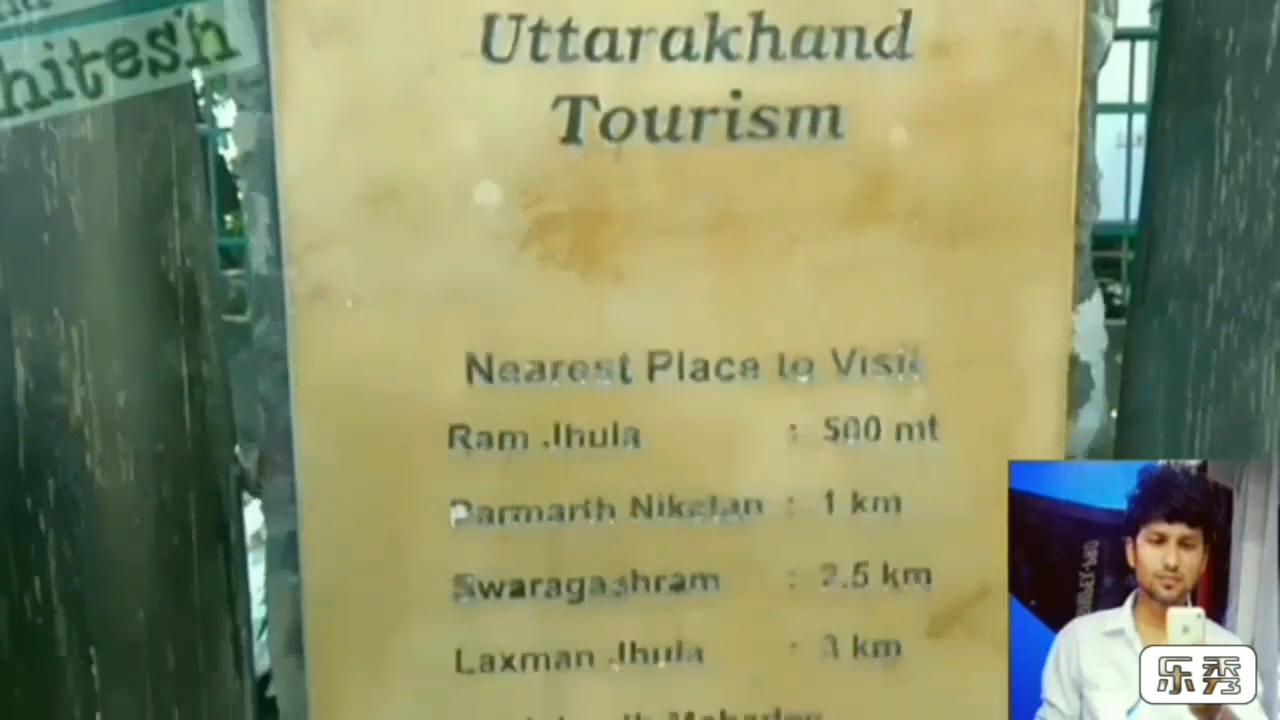 hitesh
Uttarakhand
Tourism
Nearest Place to Visit
Ram Jhula : 500 mt
Parmarth Niketan : 1 km
Swaragashram : 2.5 km
Laxman Jhula : 3 km
乐秀